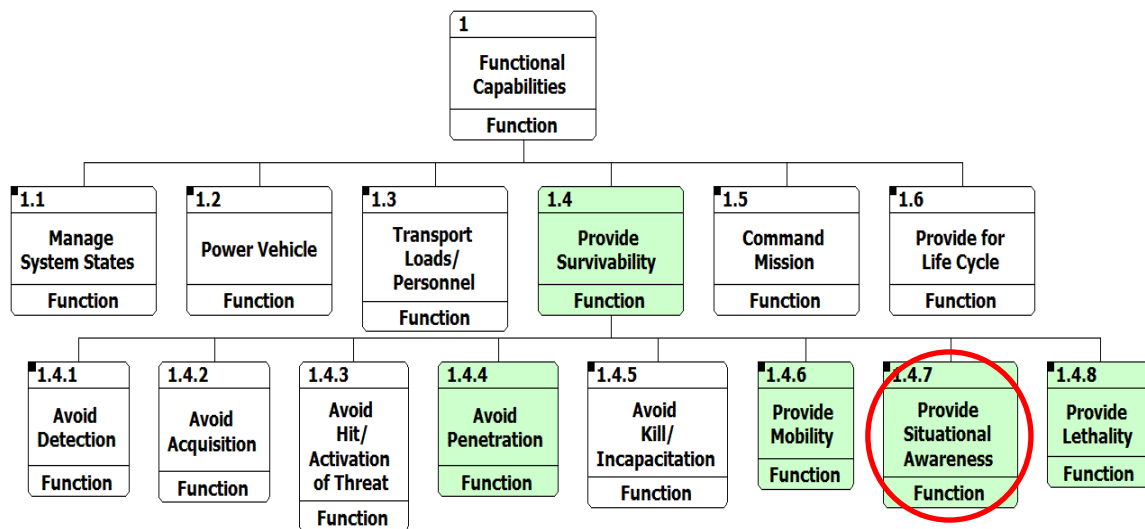 1
Functional
Capabilities
Function
1.1
Manage
System States
Function
1.2
Power Vehicle
Function
1.3
Transport
Loads/
Personnel
Function
1.4
Provide
Survivability
Function
1.5
Command
Mission
Function
1.6
Provide for
Life Cycle
Function
1.4.1
Avoid
Detection
Function
1.4.2
Avoid
Acquisition
Function
1.4.3
Avoid
Hit/
Activation
of Threat
Function
1.4.4
Avoid
Penetration
Function
1.4.5
Avoid
Kill/
Incapacitation
Function
1.4.6
Provide
Mobility
Function
1.4.7
Provide
Situational
Awareness
Function
1.4.8
Provide
Lethality
Function